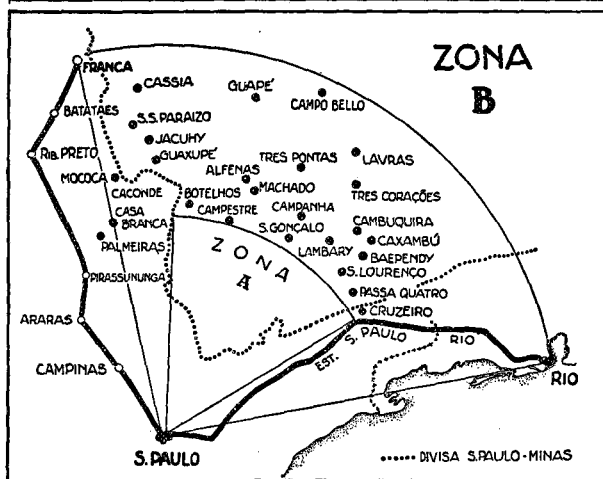 ZONA
B
FRANCA
CASSIA
GUAPÉ
CAMPO BELLO
BATATAES
S.S. PARAIZO
JACUHY
RIB. PRETO
GUAXUPÉ
TRES PONTAS
LAVRAS
ALFENAS
MOCOCA
CACONDE
BOTELHOS
MACHADO
TRES CORAÇÕES
CASA
BRANCA
CAMPESTRE
CAMPANHA
CAMBUQUIRA
PALMEIRAS
S. GONÇALO
CAXAMBÚ
LAMBARY
BAEPENDY
ZONA
A
S. LOURENÇO
PIRASSUNUNGA
PASSA QUATRO
CRUZEIRO
ARARAS
EST. S. PAULO RIO
CAMPINAS
RIO
S. PAULO
DIVISA S. PAULO - MINAS